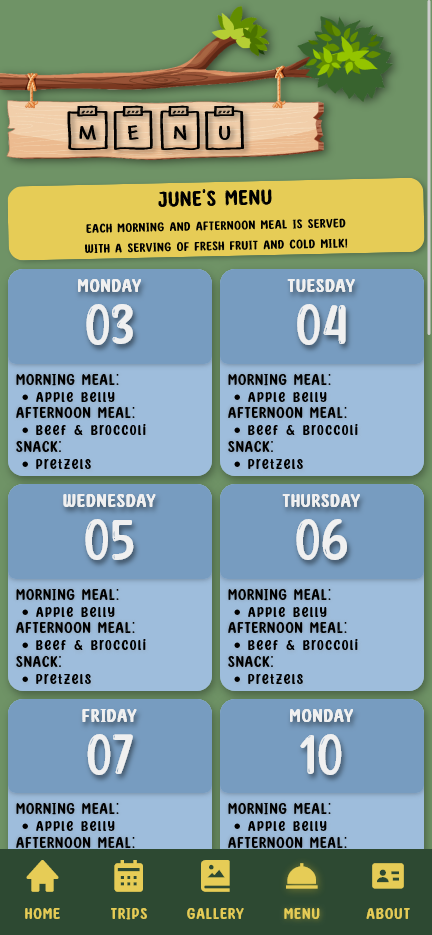 MENU
JUNE'S MENU
EACH MORNING AND AFTERNOON MEAL IS SERVED
WITH A SERVING OF FRESH FRUIT AND COLD MILK!
MONDAY
03
MORNING MEAL:
• Apple Belly
AFTERNOON MEAL:
• Beef & Broccoli
SNACK:
• Pretzels
TUESDAY
04
MORNING MEAL:
• Apple Belly
AFTERNOON MEAL:
• Beef & Broccoli
SNACK:
• Pretzels
WEDNESDAY
05
MORNING MEAL:
• Apple Belly
AFTERNOON MEAL:
• Beef & Broccoli
SNACK:
• Pretzels
THURSDAY
06
MORNING MEAL:
• Apple Belly
AFTERNOON MEAL:
• Beef & Broccoli
SNACK:
• Pretzels
FRIDAY
07
MORNING MEAL:
• Apple Belly
AFTERNOON MEAL:
MONDAY
10
MORNING MEAL:
• Apple Belly
AFTERNOON MEAL:
HOME
TRIPS
GALLERY
MENU
ABOUT